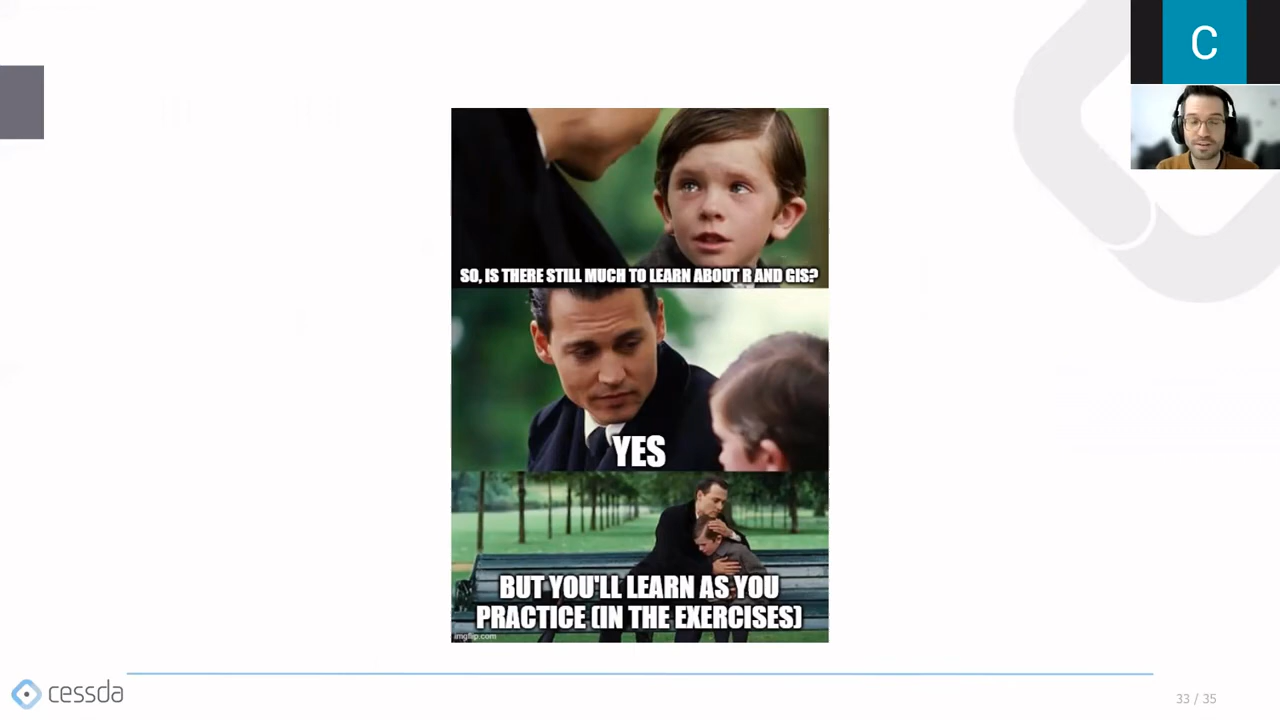 C
SO, IS THERE STILL MUCH TO LEARN ABOUT R AND GIS?
YES
BUT YOU'LL LEARN AS YOU
PRACTICE (IN THE EXERCISES)
imgflip.com
cessda
33 / 35